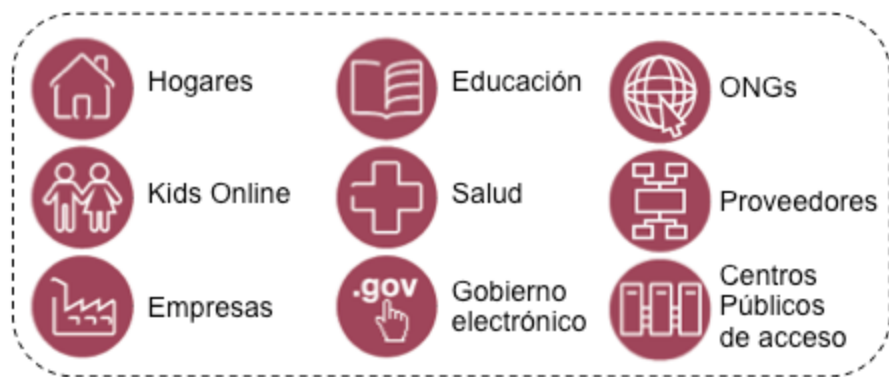 Hogares
Educación
ONGs
Kids Online
Salud
Proveedores
Empresas
.gov
Gobierno
electrónico
Centros
Públicos
de acceso